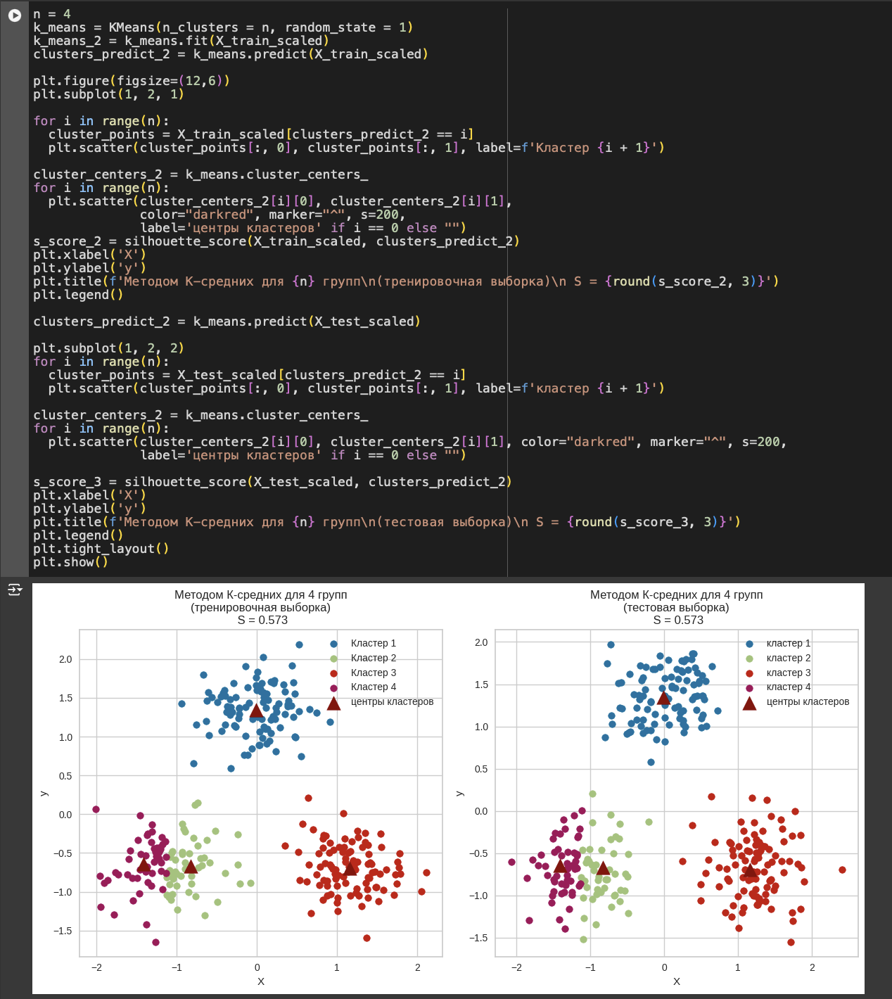 n = 4
k_means = KMeans(n_clusters = n, random_state = 1)
k_means_2 = k_means.fit(X_train_scaled)
clusters_predict_2 = k_means.predict(X_train_scaled)
plt.figure(figsize=(12,6))
plt.subplot(1, 2, 1)
for i in range(n):
  cluster_points = X_train_scaled[clusters_predict_2 == i]
  plt.scatter(cluster_points[:, 0], cluster_points[:, 1], label=f'Кластер {i + 1}')
cluster_centers_2 = k_means.cluster_centers_
for i in range(n):
  plt.scatter(cluster_centers_2[i][0], cluster_centers_2[i][1],
              color="darkred", marker="^", s=200,
              label='центры кластеров' if i == 0 else "")
s_score_2 = silhouette_score(X_train_scaled, clusters_predict_2)
plt.xlabel('X')
plt.ylabel('y')
plt.title(f'Методом К-средних для {n} групп\n(тренировочная выборка)\n S = {round(s_score_2, 3)}')
plt.legend()
clusters_predict_2 = k_means.predict(X_test_scaled)
plt.subplot(1, 2, 2)
for i in range(n):
  cluster_points = X_test_scaled[clusters_predict_2 == i]
  plt.scatter(cluster_points[:, 0], cluster_points[:, 1], label=f'кластер {i + 1}')
cluster_centers_2 = k_means.cluster_centers_
for i in range(n):
  plt.scatter(cluster_centers_2[i][0], cluster_centers_2[i][1], color="darkred", marker="^", s=200,
              label='центры кластеров' if i == 0 else "")
s_score_3 = silhouette_score(X_test_scaled, clusters_predict_2)
plt.xlabel('X')
plt.ylabel('y')
plt.title(f'Методом К-средних для {n} групп\n(тестовая выборка)\n S = {round(s_score_3, 3)}')
plt.legend()
plt.tight_layout()
plt.show()
Методом К-средних для 4 групп
(тренировочная выборка)
S = 0.573
Кластер 1
Кластер 2
Кластер 3
Кластер 4
центры кластеров
2.0
1.5
1.0
0.5
0.0
−0.5
−1.0
−1.5
y
−2
−1
0
1
2
X
Методом К-средних для 4 групп
(тестовая выборка)
S = 0.573
кластер 1
кластер 2
кластер 3
кластер 4
центры кластеров
2.0
1.5
1.0
0.5
0.0
−0.5
−1.0
−1.5
y
−2
−1
0
1
2
X